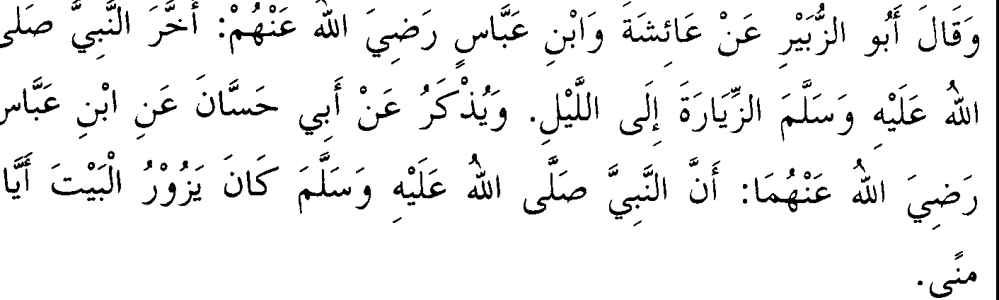 وَقَالَ أَبُو الزُّبَيْرِ عَنْ عَائِشَةَ وَابْنِ عَبَّاسٍ رَضِيَ اللهُ عَنْهُمْ: أَخَّرَ النَّبِيُّ صَلَّى
اللهُ عَلَيْهِ وَسَلَّمَ الزِّيَارَةَ إِلَى اللَّيْلِ. وَيُذْكَرُ عَنْ أَبِي حَسَّانَ عَنِ ابْنِ عَبَّاسٍ
رَضِيَ اللهُ عَنْهُمَا: أَنَّ النَّبِيَّ صَلَّى اللهُ عَلَيْهِ وَسَلَّمَ كَانَ يَزُوْرُ الْبَيْتَ أَيَّا
مِنًى.